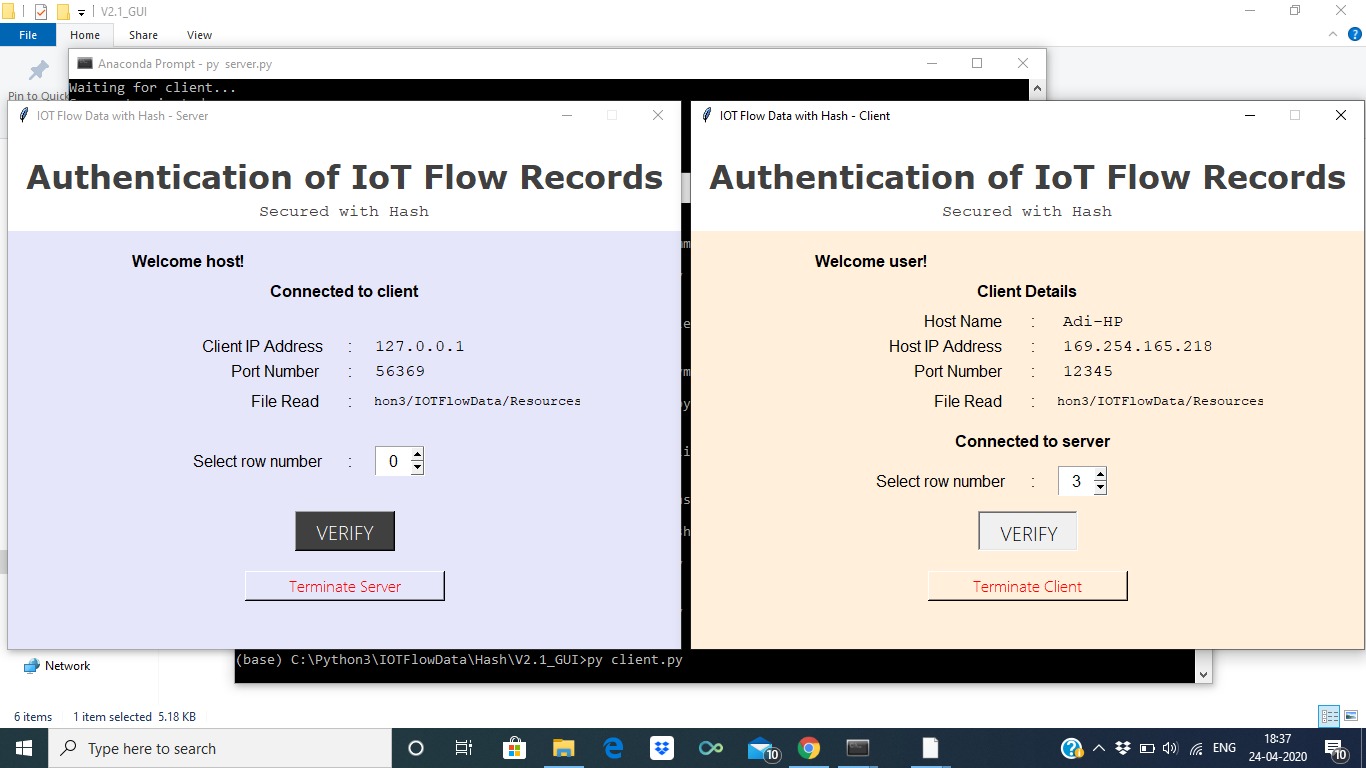 V2.1_GUI
File Home Share View
Pin to Quick
Anaconda Prompt - py server.py
Waiting for client...
IOT Flow Data with Hash - Server
Authentication of IoT Flow Records
Secured with Hash
Welcome host!
Connected to client
Client IP Address : 127.0.0.1
Port Number : 56369
File Read : hon3/IOTFlowData/Resources
Select row number : 0
VERIFY
Terminate Server
IOT Flow Data with Hash - Client
Authentication of IoT Flow Records
Secured with Hash
Welcome user!
Client Details
Host Name : Adi-HP
Host IP Address : 169.254.165.218
Port Number : 12345
File Read : hon3/IOTFlowData/Resources
Connected to server
Select row number : 3
VERIFY
Terminate Client
(base) C:\Python3\IOTFlowData\Hash\V2.1_GUI>py client.py
Network
6 items 1 item selected 5.18 KB
Type here to search
10
ENG
18:37
24-04-2020
10